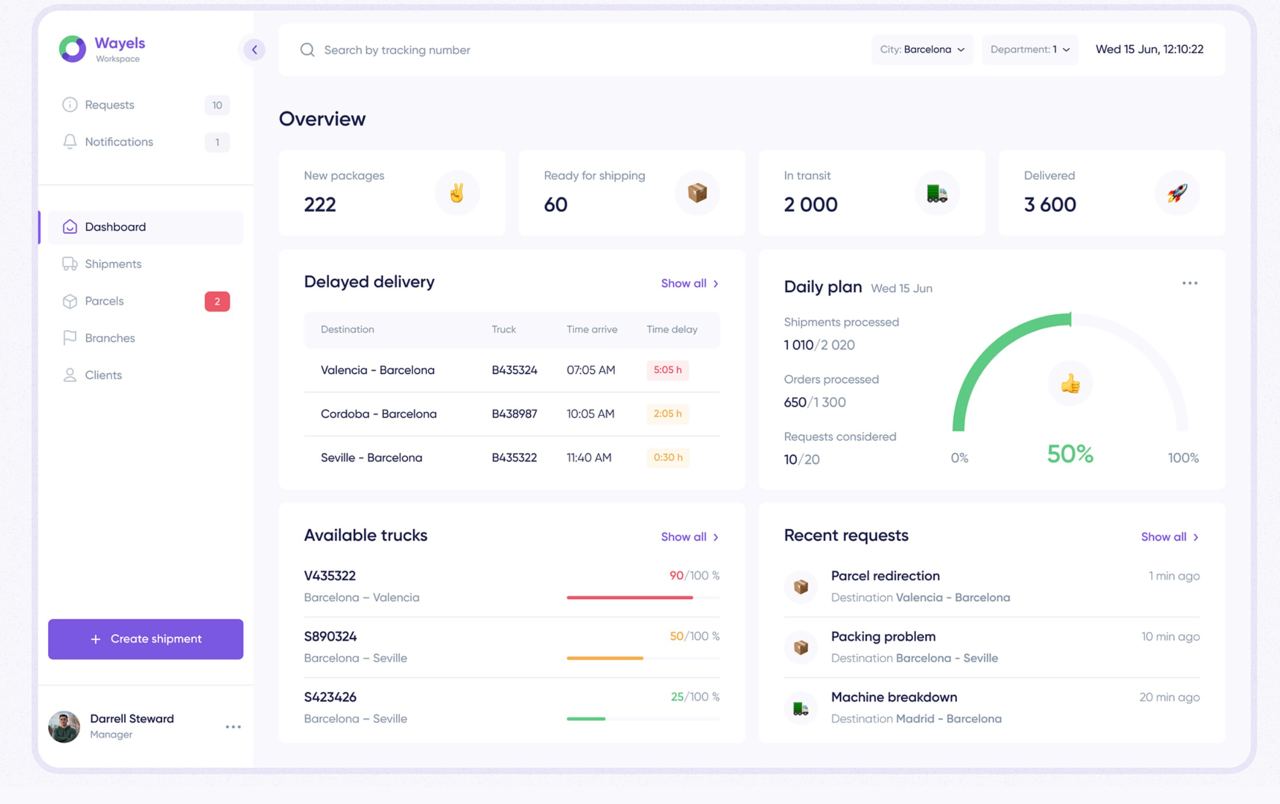 Wayels
Workspace
Requests 10
Notifications 1
Dashboard
Shipments
Parcels 2
Branches
Clients
+ Create shipment
Darrell Steward
Manager
Search by tracking number
City: Barcelona
Department: 1
Wed 15 Jun, 12:10:22
Overview
New packages
222
Ready for shipping
60
In transit
2 000
Delivered
3 600
Delayed delivery Show all
Destination Truck Time arrive Time delay
Valencia - Barcelona B435324 07:05 AM 5:05 h
Cordoba - Barcelona B438987 10:05 AM 2:05 h
Seville - Barcelona B435322 11:40 AM 0:30 h
Daily plan Wed 15 Jun
Shipments processed
1 010/2 020
Orders processed
650/1 300
Requests considered
10/20
0% 50% 100%
Available trucks Show all
V435322 90/100 %
Barcelona – Valencia
S890324 50/100 %
Barcelona – Seville
S423426 25/100 %
Barcelona – Seville
Recent requests Show all
Parcel redirection 1 min ago
Destination Valencia - Barcelona
Packing problem 10 min ago
Destination Barcelona - Seville
Machine breakdown 20 min ago
Destination Madrid - Barcelona